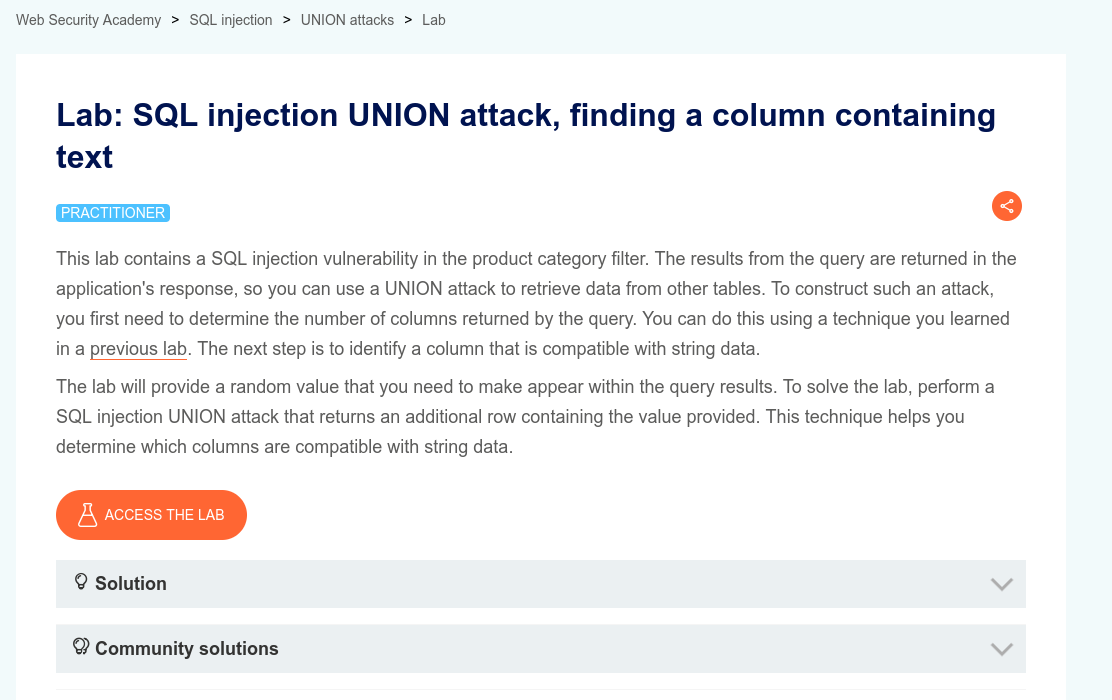 Web Security Academy > SQL injection > UNION attacks > Lab
Lab: SQL injection UNION attack, finding a column containing
text
PRACTITIONER
This lab contains a SQL injection vulnerability in the product category filter. The results from the query are returned in the
application's response, so you can use a UNION attack to retrieve data from other tables. To construct such an attack,
you first need to determine the number of columns returned by the query. You can do this using a technique you learned
in a previous lab. The next step is to identify a column that is compatible with string data.
The lab will provide a random value that you need to make appear within the query results. To solve the lab, perform a
SQL injection UNION attack that returns an additional row containing the value provided. This technique helps you
determine which columns are compatible with string data.
ACCESS THE LAB
Solution
Community solutions